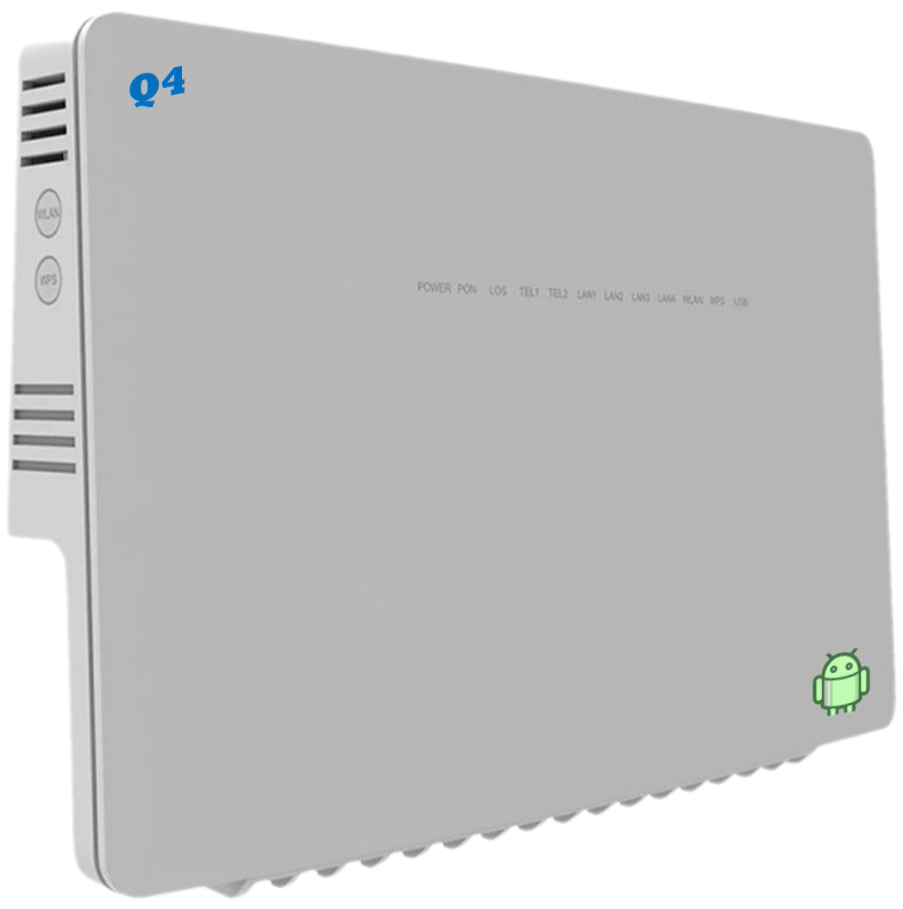 Q4
WLAN
WPS
POWER PON LOS TEL1 TEL2 LAN1 LAN2 LAN3 LAN4 WLAN WPS USB